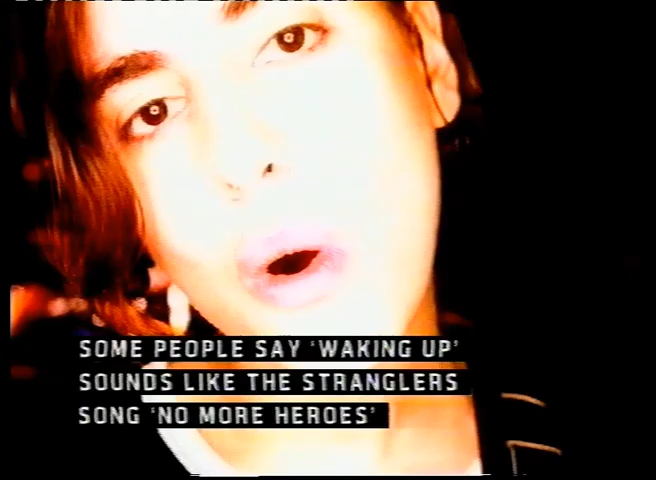 SOME PEOPLE SAY ‘WAKING UP’
SOUNDS LIKE THE STRANGLERS
SONG ‘NO MORE HEROES’